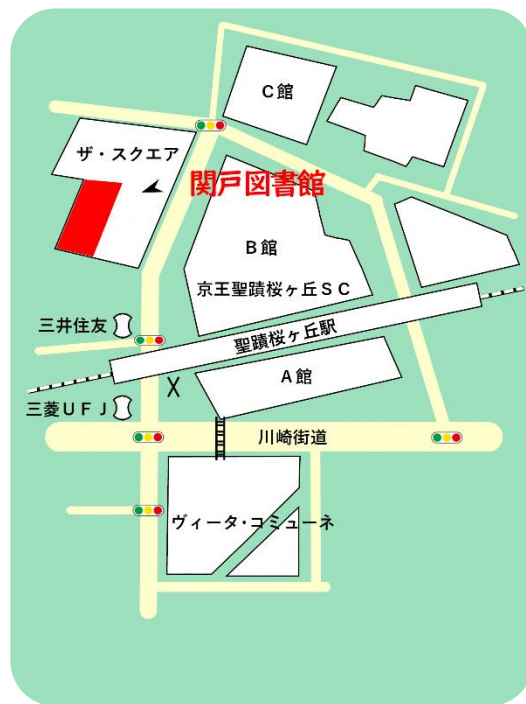 C館
ザ・スクエア
関戸図書館
B館
京王聖蹟桜ヶ丘SC
三井住友
聖蹟桜ヶ丘駅
A館
三菱UFJ
川崎街道
ヴィータ・コミューネ